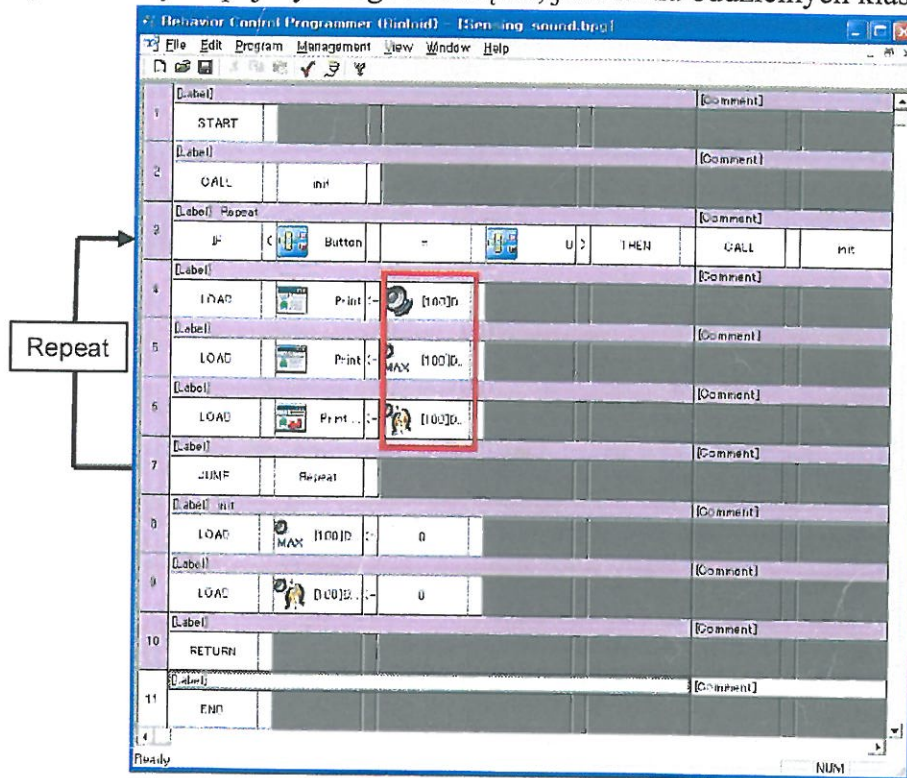 Behavior Control Programmer (Bioloid) - [Sensing_sound.bpg]
File Edit Program Management View Window Help
[Label] [Comment]
1 START
[Label] [Comment]
2 CALL init
[Label] Repeat [Comment]
3 IF ( Button = U ) THEN CALL init
[Label] [Comment]
4 LOAD Print <- [100]D
[Label] [Comment]
5 LOAD Print <- MAX [100]D..
[Label] [Comment]
6 LOAD Print ... <- [100]D..
Repeat
[Label] [Comment]
7 JUMP Repeat
[Label] init [Comment]
8 LOAD MAX [100]D <- 0
[Label] [Comment]
9 LOAD [100]D.. <- 0
[Label] [Comment]
10 RETURN
[Label] [Comment]
11 END
Ready NUM